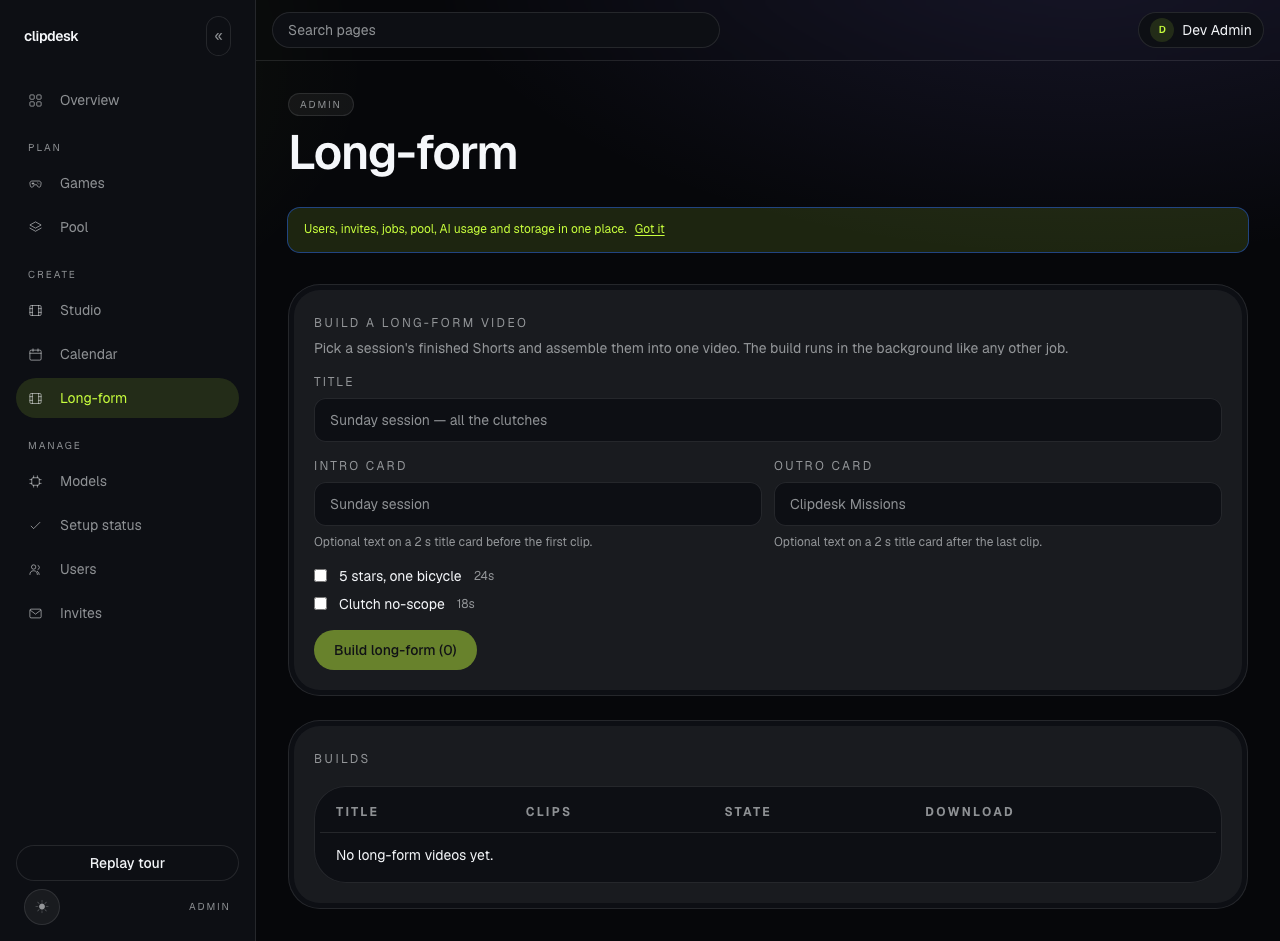 clipdesk
«
Search pages
D
Dev Admin
Overview
PLAN
Games
Pool
CREATE
Studio
Calendar
Long-form
MANAGE
Models
Setup status
Users
Invites
Replay tour
ADMIN
ADMIN
Long-form
Users, invites, jobs, pool, AI usage and storage in one place. Got it
BUILD A LONG-FORM VIDEO
Pick a session's finished Shorts and assemble them into one video. The build runs in the background like any other job.
TITLE
Sunday session — all the clutches
INTRO CARD
Sunday session
Optional text on a 2 s title card before the first clip.
OUTRO CARD
Clipdesk Missions
Optional text on a 2 s title card after the last clip.
5 stars, one bicycle 24s
Clutch no-scope 18s
Build long-form (0)
BUILDS
TITLE CLIPS STATE DOWNLOAD
No long-form videos yet.